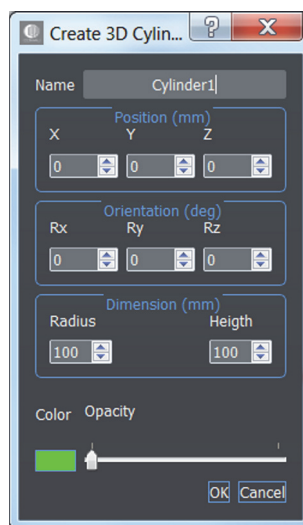 Create 3D Cylin... ? X
Name Cylinder1
Position (mm)
X Y Z
0 0 0
Orientation (deg)
Rx Ry Rz
0 0 0
Dimension (mm)
Radius Heigth
100 100
Color Opacity
OK Cancel